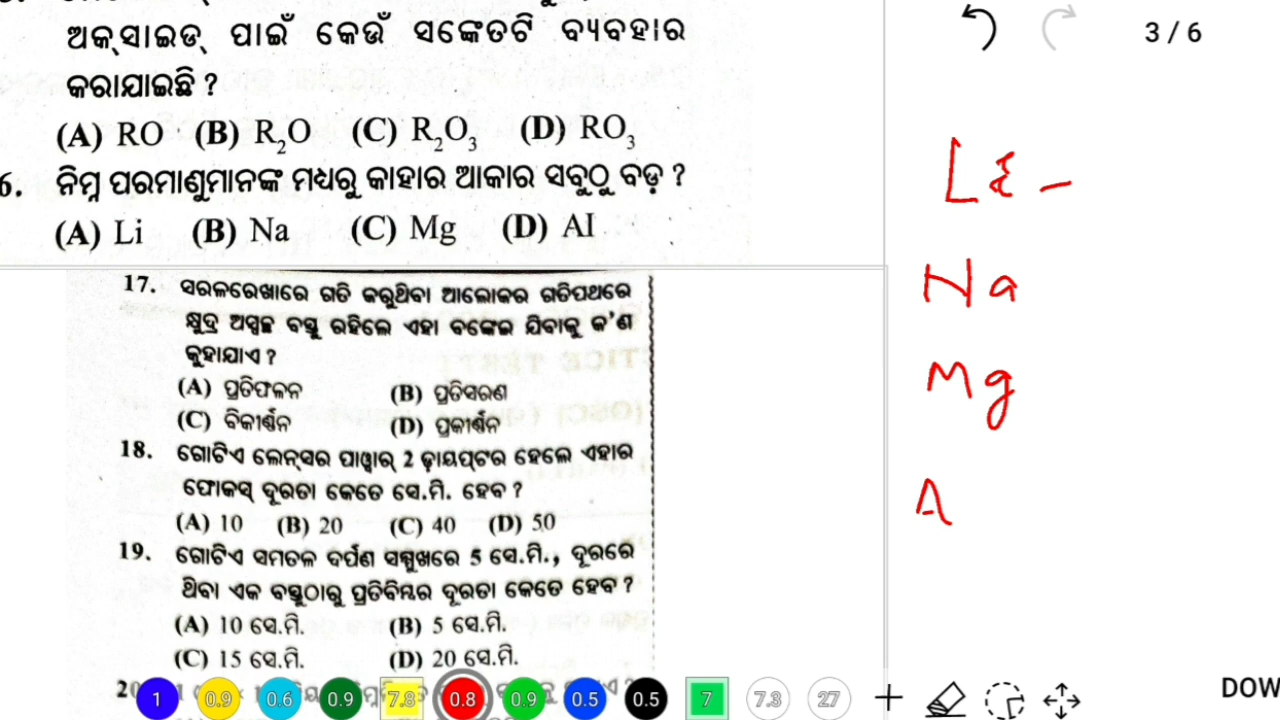 ଅକ୍‌ସାଇଡ୍ ପାଇଁ କେଉଁ ସଙ୍କେତଟି ବ୍ୟବହାର
କରାଯାଇଛି ?
(A) RO (B) R₂O (C) R₂O₃ (D) RO₃
6. ନିମ୍ନ ପରମାଣୁମାନଙ୍କ ମଧ୍ୟରୁ କାହାର ଆକାର ସବୁଠୁ ବଡ଼ ?
(A) Li (B) Na (C) Mg (D) AI
17. ସରଳରେଖାରେ ଗତି କରୁଥିବା ଆଲୋକର ଗତିପଥରେ
କ୍ଷୁଦ୍ର ଅସ୍ୱଚ୍ଛ ବସ୍ତୁ ରହିଲେ ଏହା ବଙ୍କେଇ ଯିବାକୁ କ'ଣ
କୁହାଯାଏ ?
(A) ପ୍ରତିଫଳନ (B) ପ୍ରତିସରଣ
(C) ବିକୀର୍ଣ୍ଣନ (D) ପ୍ରକୀର୍ଣ୍ଣନ
18. ଗୋଟିଏ ଲେନ୍‌ସର ପାୱାର୍ 2 ଡ଼ାୟପ୍‌ଟର ହେଲେ ଏହାର
ଫୋକସ୍ ଦୂରତା କେତେ ସେ.ମି. ହେବ ?
(A) 10 (B) 20 (C) 40 (D) 50
19. ଗୋଟିଏ ସମତଳ ଦର୍ପଣ ସମ୍ମୁଖରେ 5 ସେ.ମି., ଦୂରରେ
ଥିବା ଏକ ବସ୍ତୁଠାରୁ ପ୍ରତିବିମ୍ବର ଦୂରତା କେତେ ହେବ ?
(A) 10 ସେ.ମି. (B) 5 ସେ.ମି.
(C) 15 ସେ.ମି. (D) 20 ସେ.ମି.
3 / 6
Li –
Na
Mg
A
1 0.9 0.6 0.9 7.8 0.8 0.9 0.5 0.5 7 7.3 27
DOW